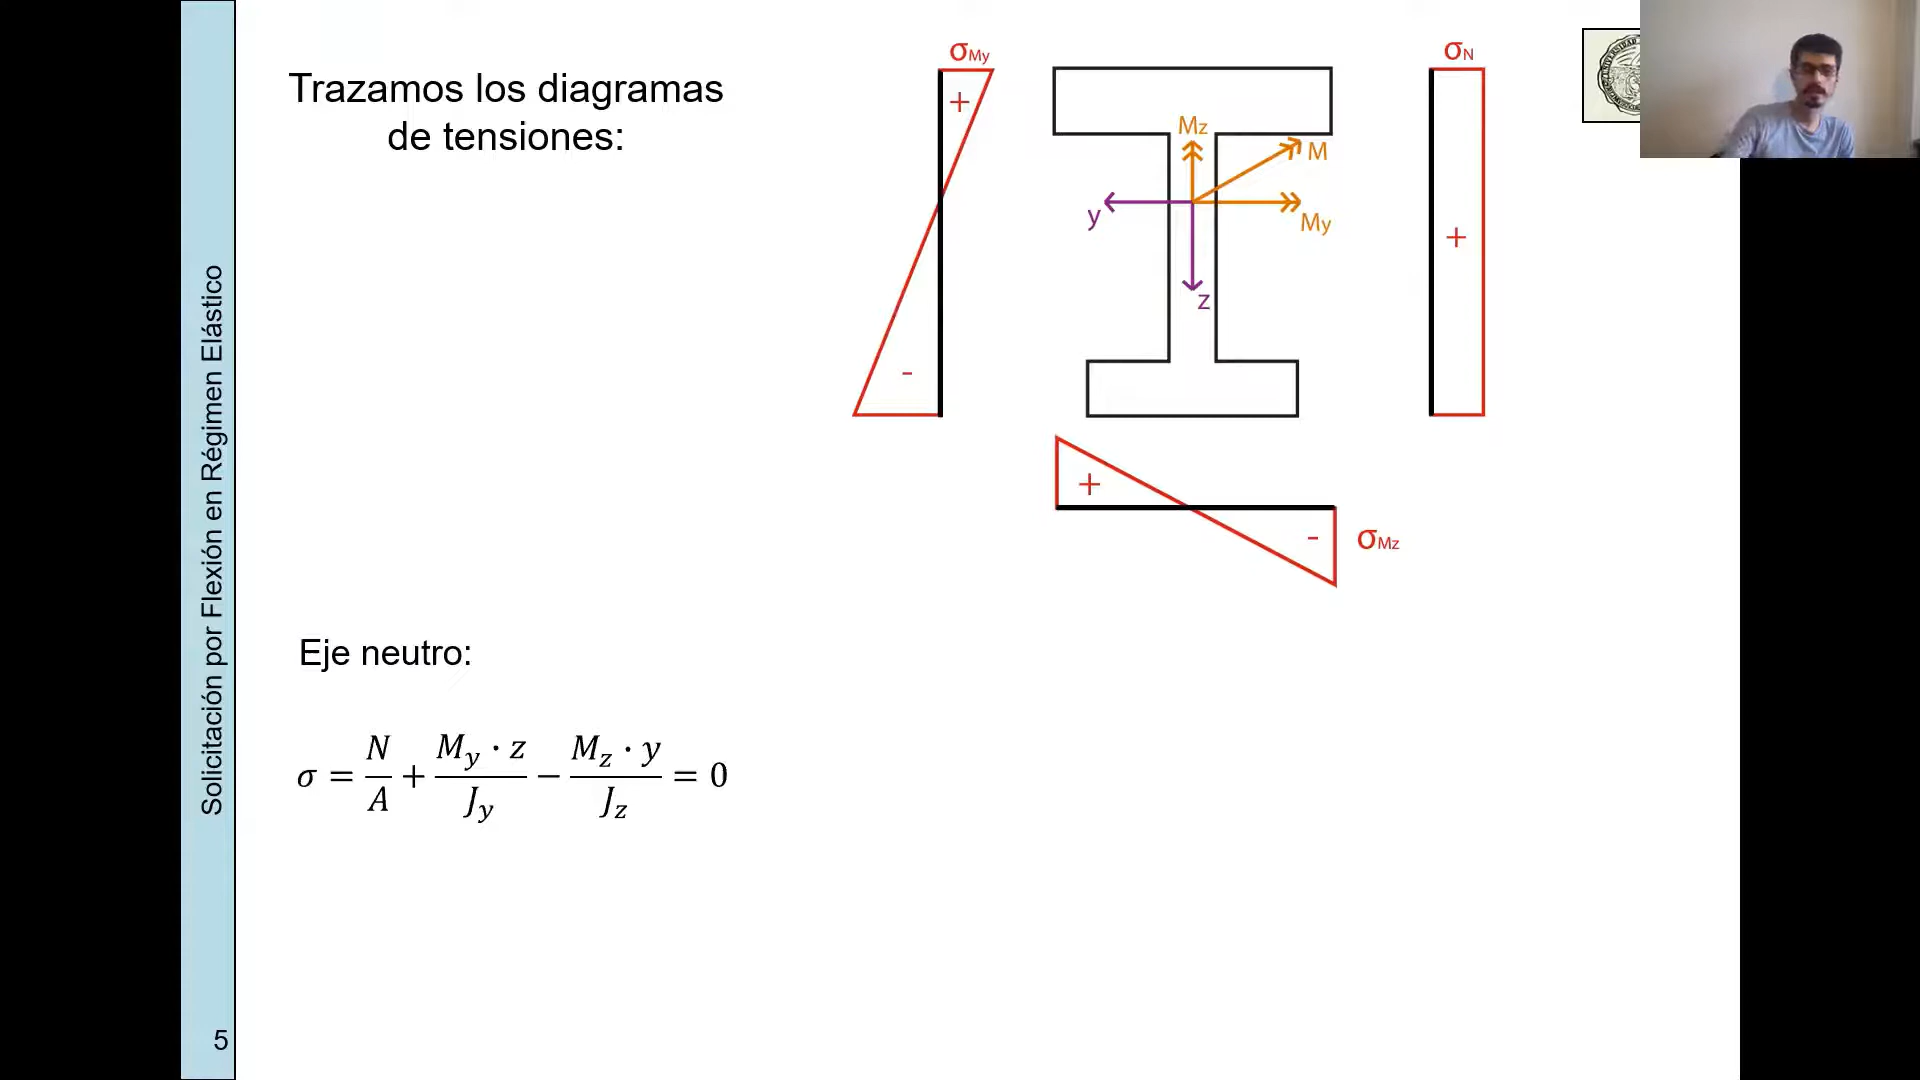 Trazamos los diagramas
de tensiones:
σMy
+
-
Mz
M
My
y
z
σN
+
+
-
σMz
Eje neutro:
σ = N/A + My · z/Jy − Mz · y/Jz = 0
Solicitación por Flexión en Régimen Elástico
5